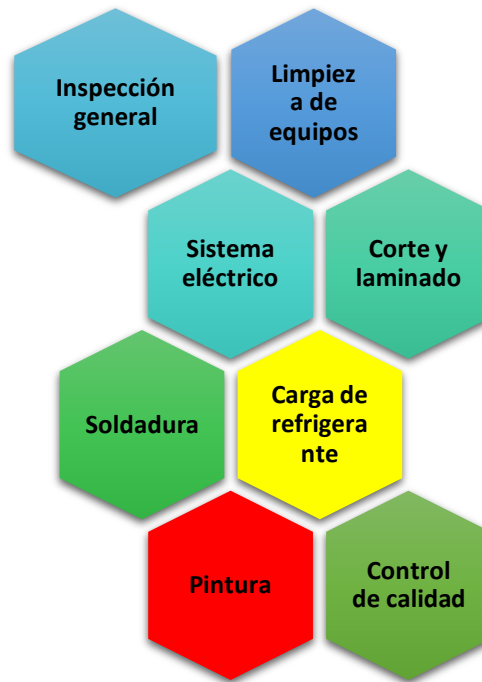 Inspección
general
Limpiez
a de
equipos
Sistema
eléctrico
Corte y
laminado
Soldadura
Carga de
refrigera
nte
Pintura
Control
de calidad